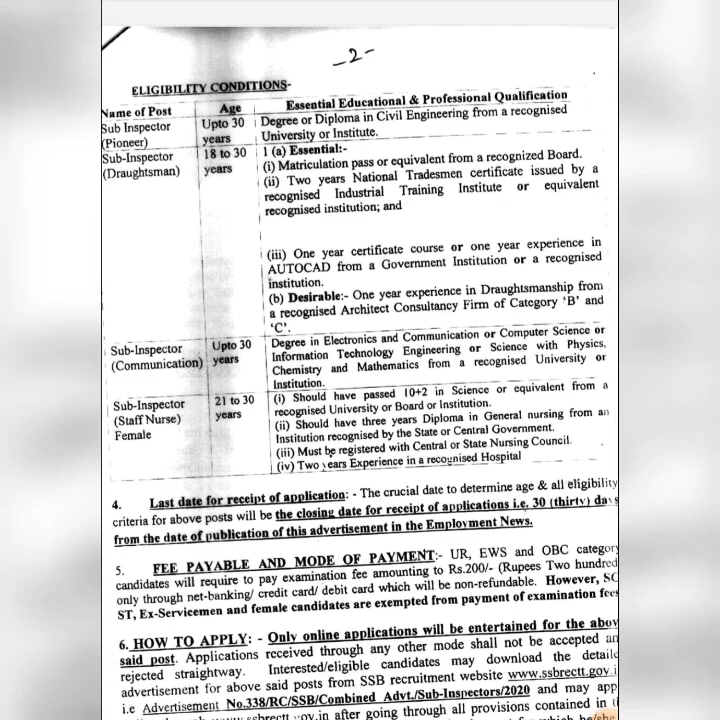 -2-
ELIGIBILITY CONDITIONS-
Name of Post Age Essential Educational & Professional Qualification
Sub Inspector (Pioneer) Upto 30 years Degree or Diploma in Civil Engineering from a recognised
University or Institute.
Sub-Inspector (Draughtsman) 18 to 30 years 1 (a) Essential:-
(i) Matriculation pass or equivalent from a recognized Board.
(ii) Two years National Tradesmen certificate issued by a
recognised Industrial Training Institute or equivalent
recognised institution; and
(iii) One year certificate course or one year experience in
AUTOCAD from a Government Institution or a recognised
institution.
(b) Desirable:- One year experience in Draughtsmanship from
a recognised Architect Consultancy Firm of Category ‘B’ and
‘C’.
Sub-Inspector (Communication) Upto 30 years Degree in Electronics and Communication or Computer Science or
Information Technology Engineering or Science with Physics,
Chemistry and Mathematics from a recognised University or
Institution.
Sub-Inspector (Staff Nurse) Female 21 to 30 years (i) Should have passed 10+2 in Science or equivalent from a
recognised University or Board or Institution.
(ii) Should have three years Diploma in General nursing from an
Institution recognised by the State or Central Government.
(iii) Must be registered with Central or State Nursing Council.
(iv) Two years Experience in a recognised Hospital
4. Last date for receipt of application: - The crucial date to determine age & all eligibility
criteria for above posts will be the closing date for receipt of applications i.e. 30 (thirty) days
from the date of publication of this advertisement in the Employment News.
5. FEE PAYABLE AND MODE OF PAYMENT:- UR, EWS and OBC category
candidates will require to pay examination fee amounting to Rs.200/- (Rupees Two hundred
only through net-banking/ credit card/ debit card which will be non-refundable. However, SC
ST, Ex-Servicemen and female candidates are exempted from payment of examination fees
6. HOW TO APPLY: - Only online applications will be entertained for the abov
said post. Applications received through any other mode shall not be accepted an
rejected straightway. Interested/eligible candidates may download the detaile
advertisement for above said posts from SSB recruitment website www.ssbrectt.gov.i
i.e Advertisement No.338/RC/SSB/Combined Advt./Sub-Inspectors/2020 and may app
gov.in after going through all provisions contained in